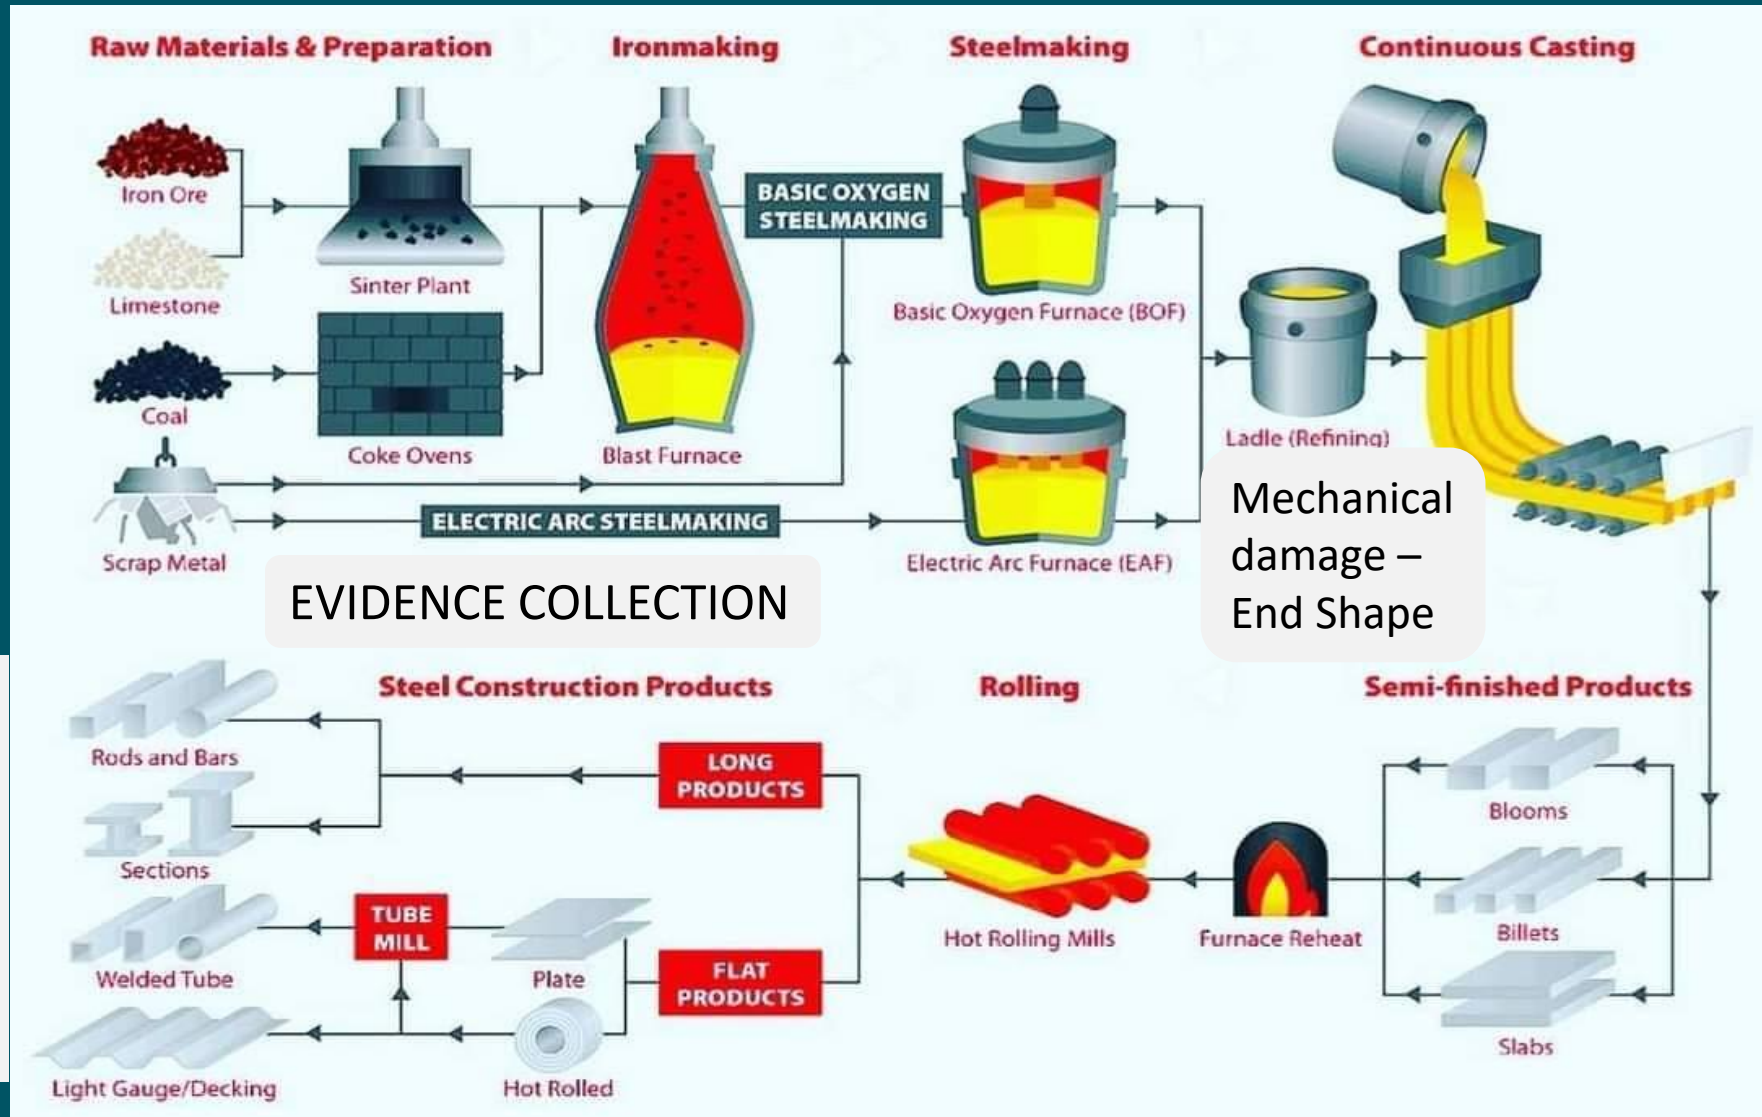 Raw Materials & Preparation
Ironmaking
Steelmaking
Continuous Casting
Iron Ore
Limestone
Sinter Plant
Coal
Coke Ovens
Blast Furnace
BASIC OXYGEN
STEELMAKING
Basic Oxygen Furnace (BOF)
Ladle (Refining)
Scrap Metal
ELECTRIC ARC STEELMAKING
Electric Arc Furnace (EAF)
EVIDENCE COLLECTION
Mechanical
damage –
End Shape
Steel Construction Products
Rolling
Semi-finished Products
Rods and Bars
Sections
LONG
PRODUCTS
Welded Tube
TUBE
MILL
Plate
FLAT
PRODUCTS
Light Gauge/Decking
Hot Rolled
Hot Rolling Mills
Furnace Reheat
Blooms
Billets
Slabs